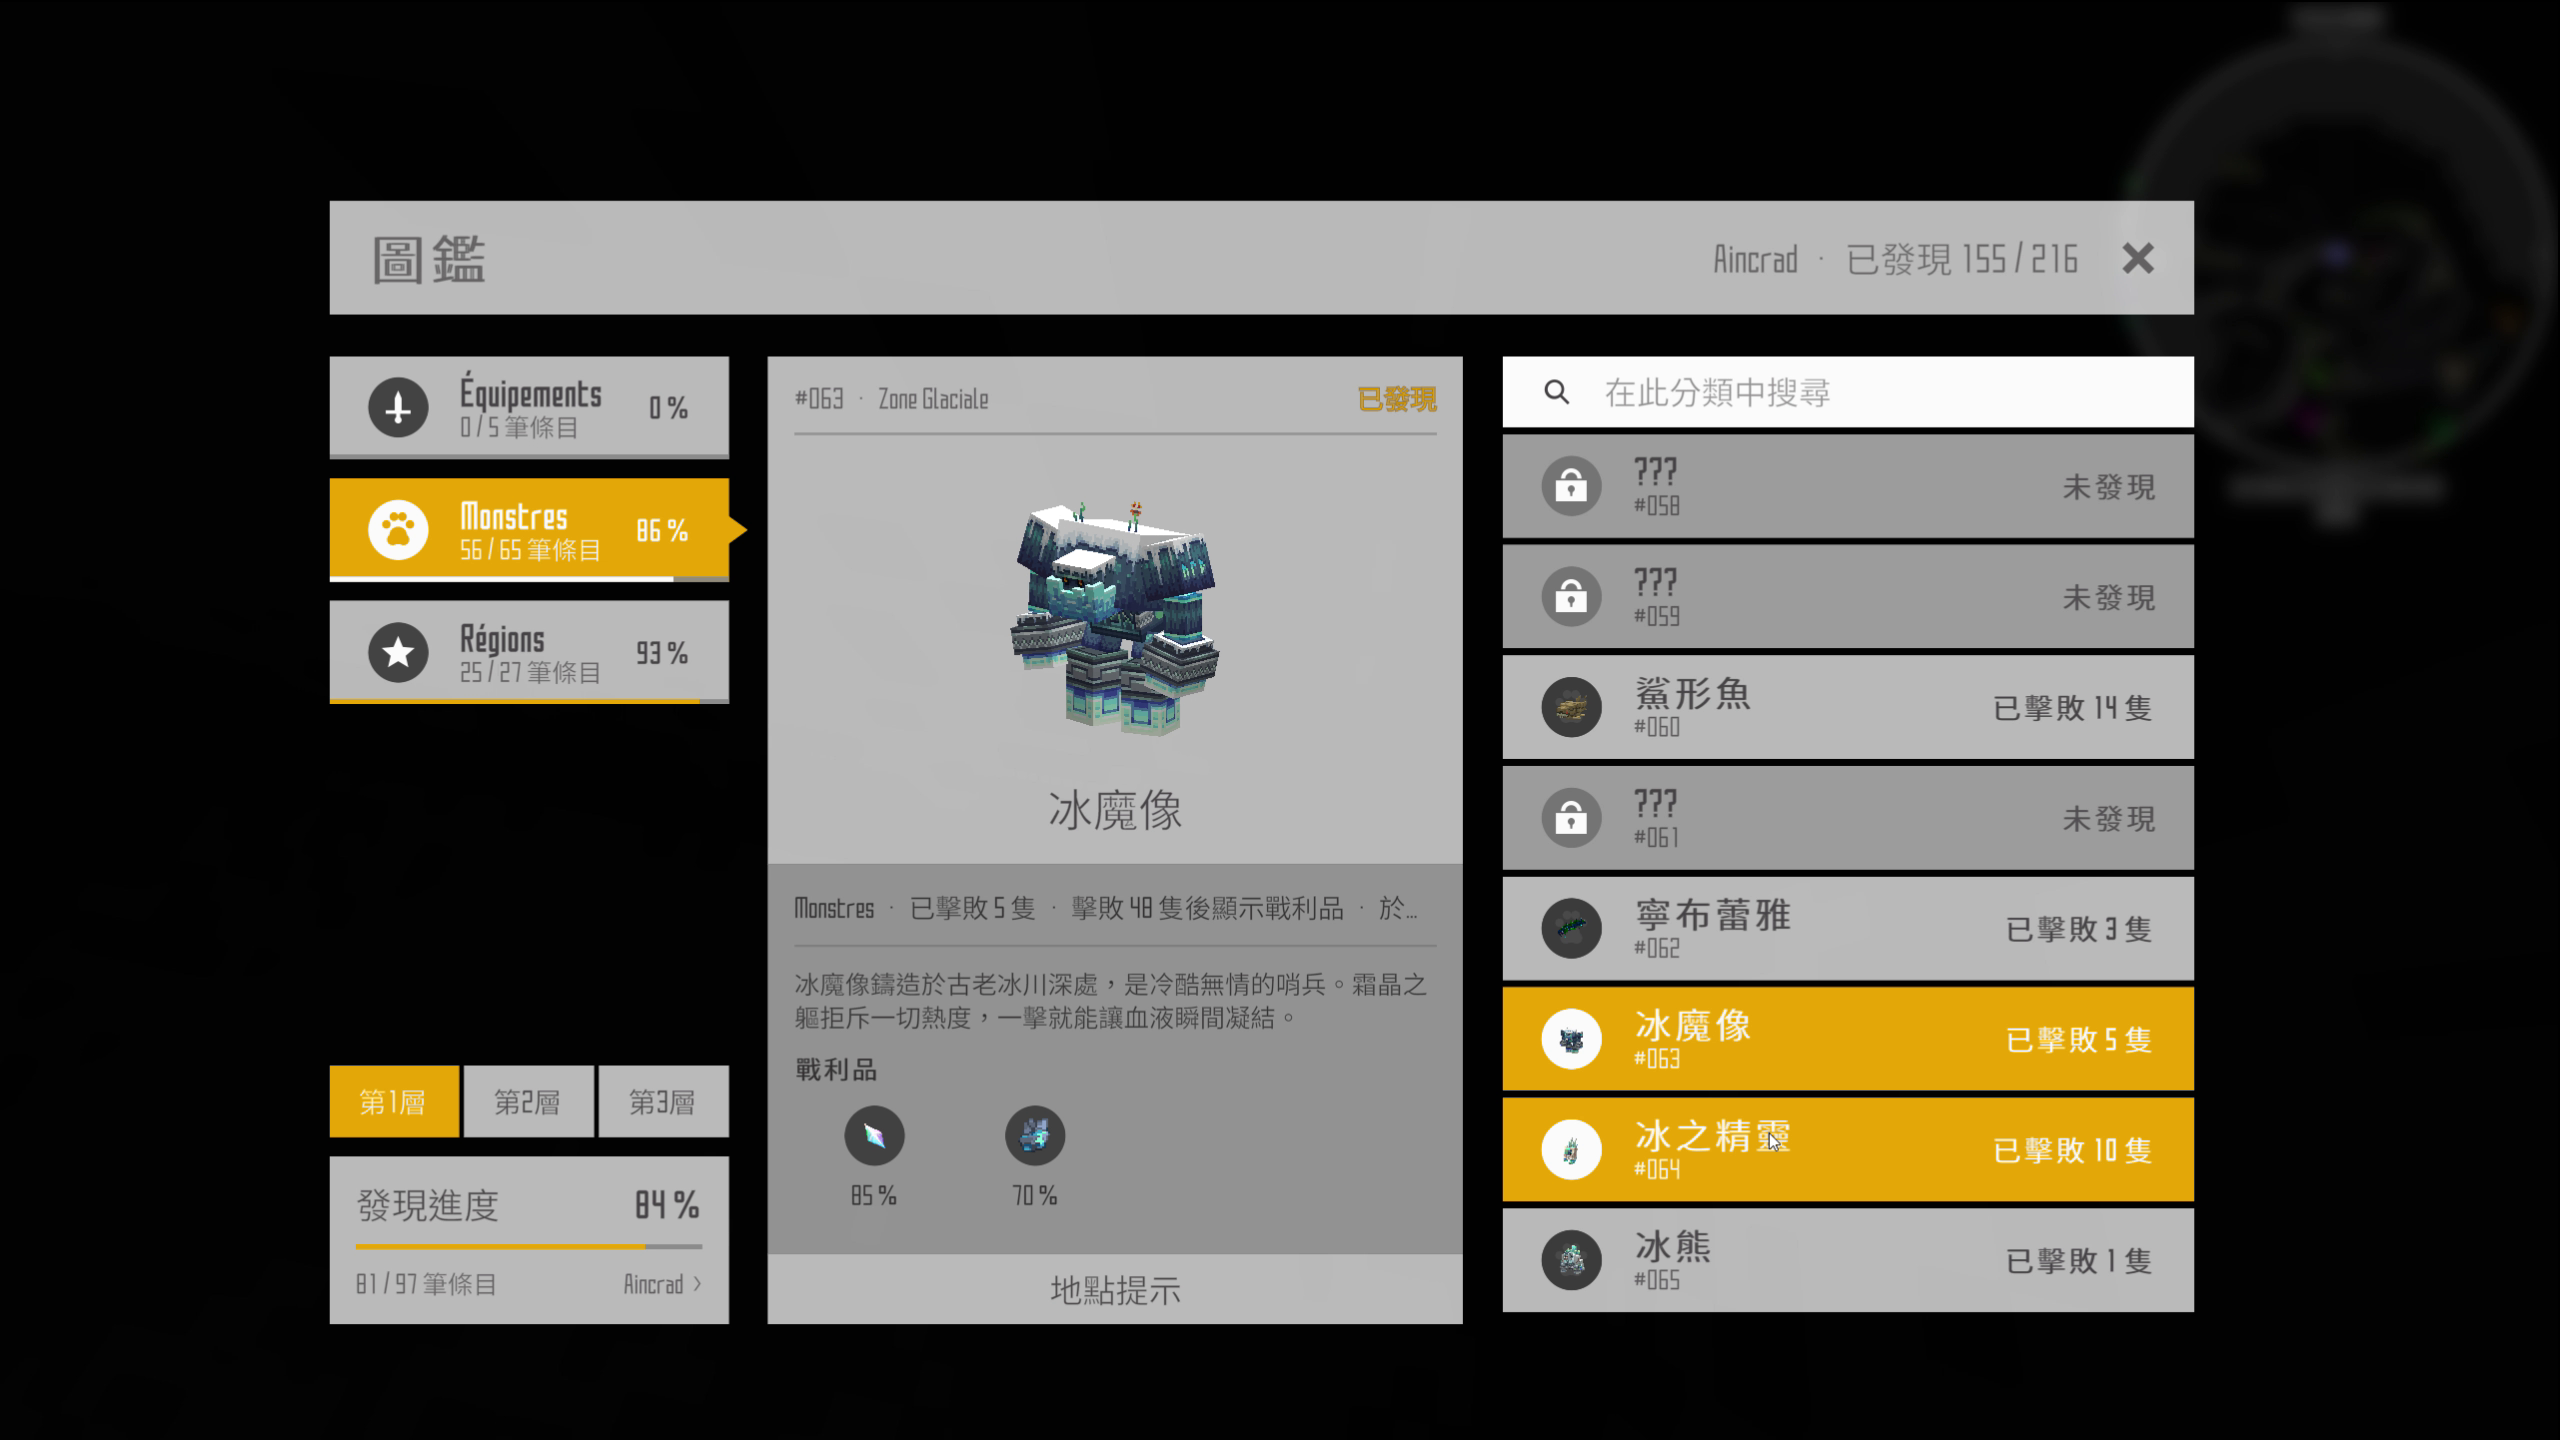 圖鑑
Aincrad · 已發現 155 / 216
Équipements
0 / 5 筆條目
0 %
Monstres
56 / 65 筆條目
86 %
Régions
25 / 27 筆條目
93 %
第1層
第2層
第3層
發現進度
84 %
81 / 97 筆條目
Aincrad
#063 · Zone Glaciale
已發現
冰魔像
Monstres · 已擊敗 5 隻 · 擊敗 48 隻後顯示戰利品 · 於...
冰魔像鑄造於古老冰川深處，是冷酷無情的哨兵。霜晶之
軀拒斥一切熱度，一擊就能讓血液瞬間凝結。
戰利品
85 %
70 %
地點提示
在此分類中搜尋
???
#058
未發現
???
#059
未發現
鯊形魚
#060
已擊敗 14 隻
???
#061
未發現
寧布蕾雅
#062
已擊敗 3 隻
冰魔像
#063
已擊敗 5 隻
冰之精靈
#064
已擊敗 10 隻
冰熊
#065
已擊敗 1 隻